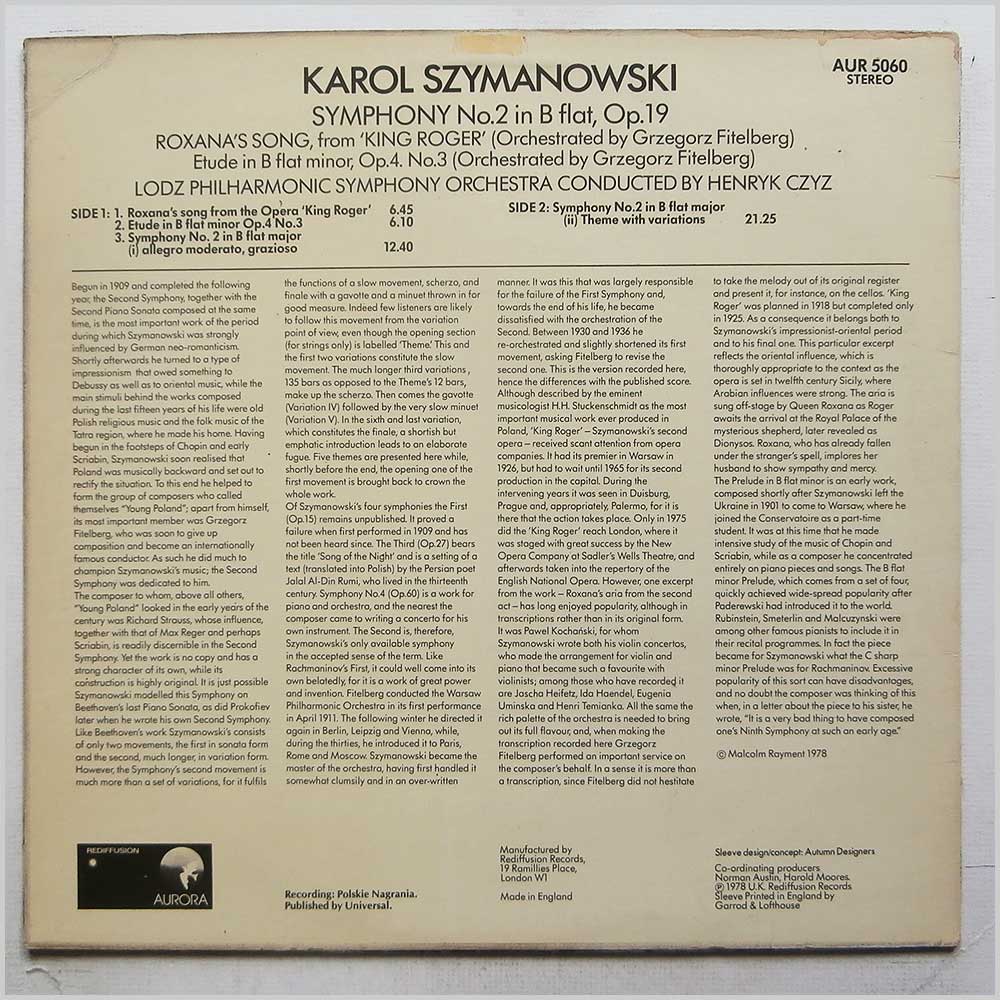 KAROL SZYMANOWSKI
AUR 5060
STEREO
SYMPHONY No.2 in B flat, Op.19
ROXANA'S SONG, from 'KING ROGER' (Orchestrated by Grzegorz Fitelberg)
Etude in B flat minor, Op.4. No.3 (Orchestrated by Grzegorz Fitelberg)
LODZ PHILHARMONIC SYMPHONY ORCHESTRA CONDUCTED BY HENRYK CZYZ
SIDE 1: 1. Roxana's song from the Opera 'King Roger' 6.45
2. Etude in B flat minor Op.4 No.3 6.10
3. Symphony No. 2 in B flat major
(i) allegro moderato, grazioso 12.40
SIDE 2: Symphony No.2 in B flat major
(ii) Theme with variations 21.25
Begun in 1909 and completed the following
year, the Second Symphony, together with the
Second Piano Sonata composed at the same
time, is the most important work of the period
during which Szymanowski was strongly
influenced by German neo-romanticism.
Shortly afterwards he turned to a type of
impressionism that owed something to
Debussy as well as to oriental music, while the
main stimuli behind the works composed
during the last fifteen years of his life were old
Polish religious music and the folk music of the
Tatra region, where he made his home. Having
begun in the footsteps of Chopin and early
Scriabin, Szymanowski soon realised that
Poland was musically backward and set out to
rectify the situation. To this end he helped to
form the group of composers who called
themselves "Young Poland"; apart from himself,
its most important member was Grzegorz
Fitelberg, who was soon to give up
composition and become an internationally
famous conductor. As such he did much to
champion Szymanowski's music; the Second
Symphony was dedicated to him.
The composer to whom, above all others,
"Young Poland" looked in the early years of the
century was Richard Strauss, whose influence,
together with that of Max Reger and perhaps
Scriabin, is readily discernible in the Second
Symphony. Yet the work is no copy and has a
strong character of its own, while its
construction is highly original. It is just possible
Szymanowski modelled this Symphony on
Beethoven's last Piano Sonata, as did Prokofiev
later when he wrote his own Second Symphony.
Like Beethoven's work Szymanowski's consists
of only two movements, the first in sonata form
and the second, much longer, in variation form.
However, the Symphony's second movement is
much more than a set of variations, for it fulfils
the functions of a slow movement, scherzo, and
finale with a gavotte and a minuet thrown in for
good measure. Indeed few listeners are likely
to follow this movement from the variation
point of view, even though the opening section
(for strings only) is labelled 'Theme.' This and
the first two variations constitute the slow
movement. The much longer third variations ,
135 bars as opposed to the Theme's 12 bars,
make up the scherzo. Then comes the gavotte
(Variation IV) followed by the very slow minuet
(Variation V). In the sixth and last variation,
which constitutes the finale, a shortish but
emphatic introduction leads to an elaborate
fugue. Five themes are presented here while,
shortly before the end, the opening one of the
first movement is brought back to crown the
whole work.
Of Szymanowski's four symphonies the First
(Op.15) remains unpublished. It proved a
failure when first performed in 1909 and has
not been heard since. The Third (Op.27) bears
the title 'Song of the Night' and is a setting of a
text (translated into Polish) by the Persian poet
Jalal Al-Din Rumi, who lived in the thirteenth
century. Symphony No.4 (Op.60) is a work for
piano and orchestra, and the nearest the
composer came to writing a concerto for his
own instrument. The Second is, therefore,
Szymanowski's only available symphony
in the accepted sense of the term. Like
Rachmaninov's First, it could well come into its
own belatedly, for it is a work of great power
and invention. Fitelberg conducted the Warsaw
Philharmonic Orchestra in its first performance
in April 1911. The following winter he directed it
again in Berlin, Leipzig and Vienna, while,
during the thirties, he introduced it to Paris,
Rome and Moscow. Szymanowski became the
master of the orchestra, having first handled it
somewhat clumsily and in an over-written
manner. It was this that was largely responsible
for the failure of the First Symphony and,
towards the end of his life, he became
dissatisfied with the orchestration of the
Second. Between 1930 and 1936 he
re-orchestrated and slightly shortened its first
movement, asking Fitelberg to revise the
second one. This is the version recorded here,
hence the differences with the published score.
Although described by the eminent
musicologist H.H. Stuckenschmidt as the most
important musical work ever produced in
Poland, 'King Roger' – Szymanowski's second
opera – received scant attention from opera
companies. It had its premier in Warsaw in
1926, but had to wait until 1965 for its second
production in the capital. During the
intervening years it was seen in Duisburg,
Prague and, appropriately, Palermo, for it is
there that the action takes place. Only in 1975
did the 'King Roger' reach London, where it
was staged with great success by the New
Opera Company at Sadler's Wells Theatre, and
afterwards taken into the repertory of the
English National Opera. However, one excerpt
from the work – Roxana's aria from the second
act – has long enjoyed popularity, although in
transcriptions rather than in its original form.
It was Pawel Kochański, for whom
Szymanowski wrote both his violin concertos,
who made the arrangement for violin and
piano that became such a favourite with
violinists; among those who have recorded it
are Jascha Heifetz, Ida Haendel, Eugenia
Uminska and Henri Temianka. All the same the
rich palette of the orchestra is needed to bring
out its full flavour, and, when making the
transcription recorded here Grzegorz
Fitelberg performed an important service on
the composer's behalf. In a sense it is more than
a transcription, since Fitelberg did not hestitate
to take the melody out of its original register
and present it, for instance, on the cellos. 'King
Roger' was planned in 1918 but completed only
in 1925. As a consequence it belongs both to
Szymanowski's impressionist-oriental period
and to his final one. This particular excerpt
reflects the oriental influence, which is
thoroughly appropriate to the context as the
opera is set in twelfth century Sicily, where
Arabian influences were strong. The aria is
sung off-stage by Queen Roxana as Roger
awaits the arrival at the Royal Palace of the
mysterious shepherd, later revealed as
Dionysos. Roxana, who has already fallen
under the stranger's spell, implores her
husband to show sympathy and mercy.
The Prelude in B flat minor is an early work,
composed shortly after Szymanowski left the
Ukraine in 1901 to come to Warsaw, where he
joined the Conservatoire as a part-time
student. It was at this time that he made
intensive study of the music of Chopin and
Scriabin, while as a composer he concentrated
entirely on piano pieces and songs. The B flat
minor Prelude, which comes from a set of four,
quickly achieved wide-spread popularity after
Paderewski had introduced it to the world.
Rubinstein, Smeterlin and Malcuzynski were
among other famous pianists to include it in
their recital programmes. In fact the piece
became for Szymanowski what the C sharp
minor Prelude was for Rachmaninov. Excessive
popularity of this sort can have disadvantages,
and no doubt the composer was thinking of this
when, in a letter about the piece to his sister, he
wrote, "It is a very bad thing to have composed
one's Ninth Symphony at such an early age."
© Malcolm Rayment 1978
REDIFFUSION
AURORA
Recording: Polskie Nagrania.
Published by Universal.
Manufactured by
Rediffusion Records,
19 Ramillies Place,
London W1
Made in England
Sleeve design/concept: Autumn Designers
Co-ordinating producers
Norman Austin, Harold Moores.
℗ 1978 U.K. Rediffusion Records
Sleeve Printed in England by
Garrod & Lofthouse